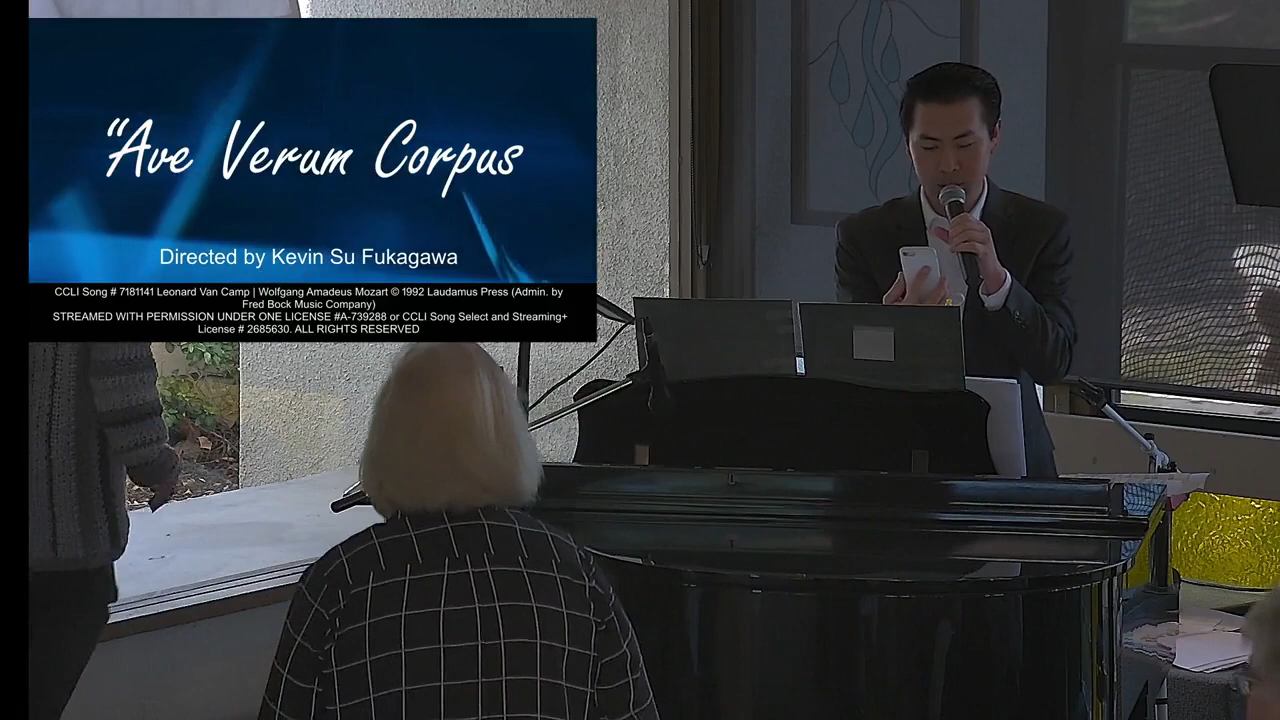 “Ave Verum Corpus
Directed by Kevin Su Fukagawa
CCLI Song # 7181141 Leonard Van Camp | Wolfgang Amadeus Mozart © 1992 Laudamus Press (Admin. by
Fred Bock Music Company)
STREAMED WITH PERMISSION UNDER ONE LICENSE #A-739288 or CCLI Song Select and Streaming+
License # 2685630. ALL RIGHTS RESERVED